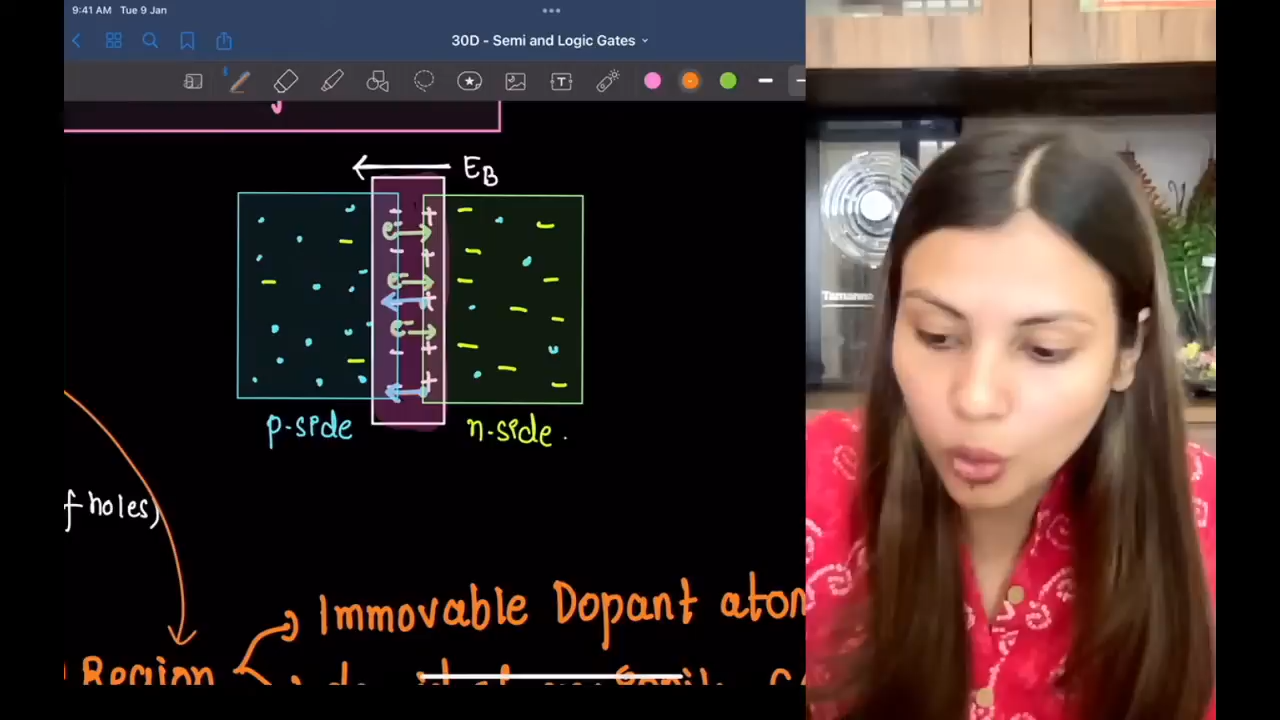 9:41 AM Tue 9 Jan
30D - Semi and Logic Gates
T
E_B
- +
e⁻ +
- +
e⁻
+
e⁻
- +
+
p-side n-side.
f holes)
Immovable Dopant atom
Region
Tamanna